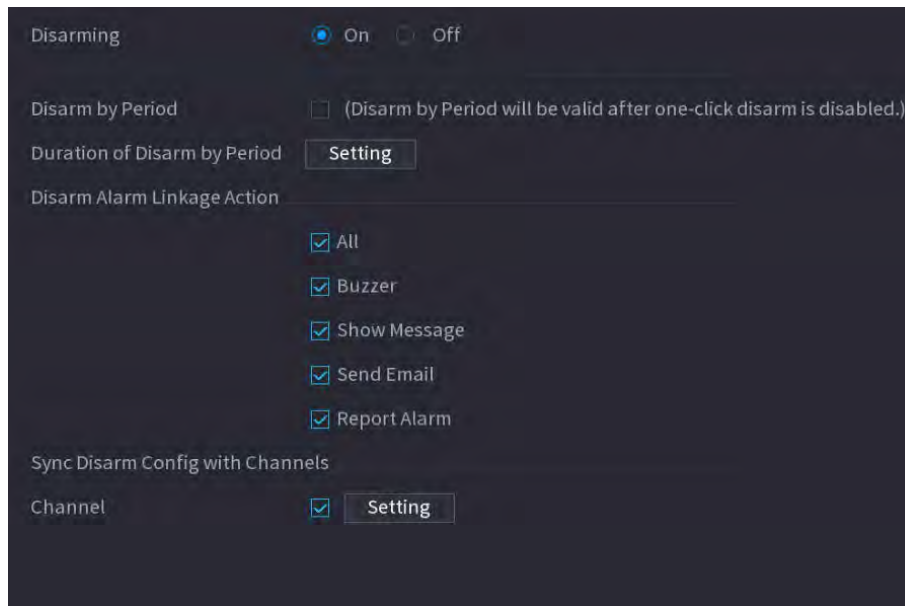 Disarming On Off
Disarm by Period (Disarm by Period will be valid after one-click disarm is disabled.)
Duration of Disarm by Period Setting
Disarm Alarm Linkage Action
All
Buzzer
Show Message
Send Email
Report Alarm
Sync Disarm Config with Channels
Channel Setting